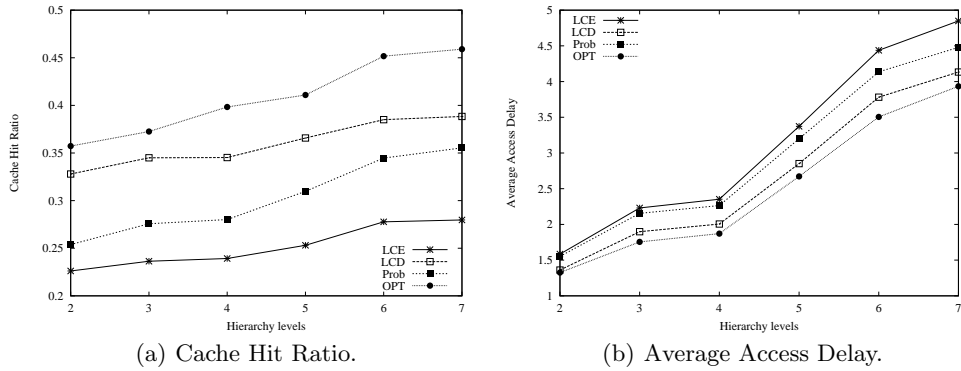 0.5
0.45
0.4
0.35
0.3
0.25
0.2
Cache Hit Ratio
2 3 4 5 6 7
Hierarchy levels
LCE
LCD
Prob
OPT
(a) Cache Hit Ratio.
5
4.5
4
3.5
3
2.5
2
1.5
1
Average Access Delay
2 3 4 5 6 7
Hierarchy levels
LCE
LCD
Prob
OPT
(b) Average Access Delay.